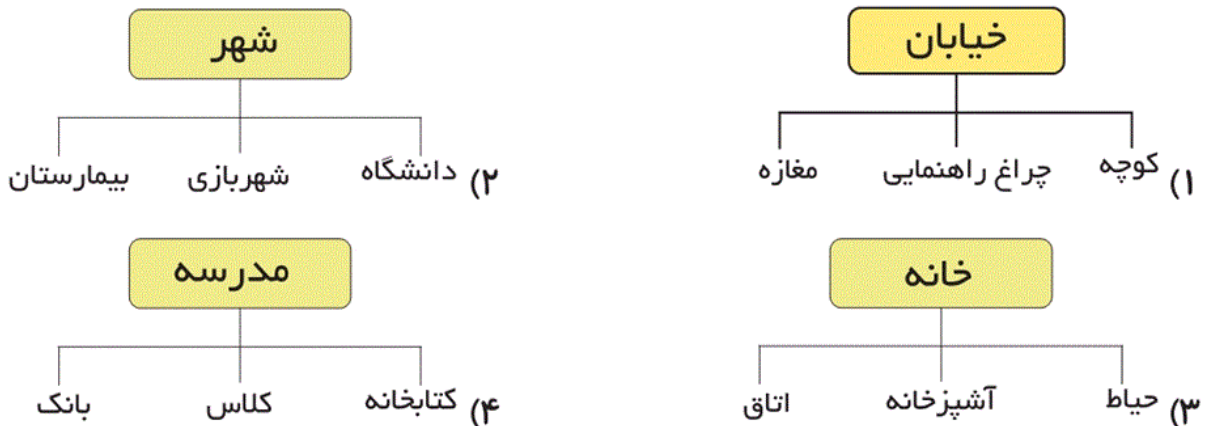 خیابان
۱) کوچه چراغ راهنمایی مغازه
شهر
۲) دانشگاه شهربازی بیمارستان
خانه
۳) حیاط آشپزخانه اتاق
مدرسه
۴) کتابخانه کلاس بانک